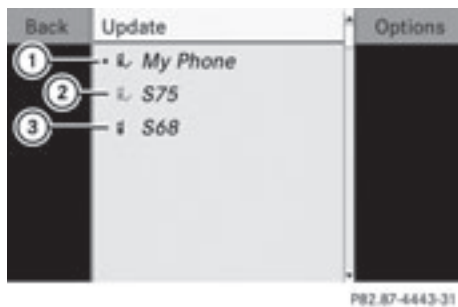 Back Update Options
1 My Phone
2 S75
3 S68
P82.87-4443-31